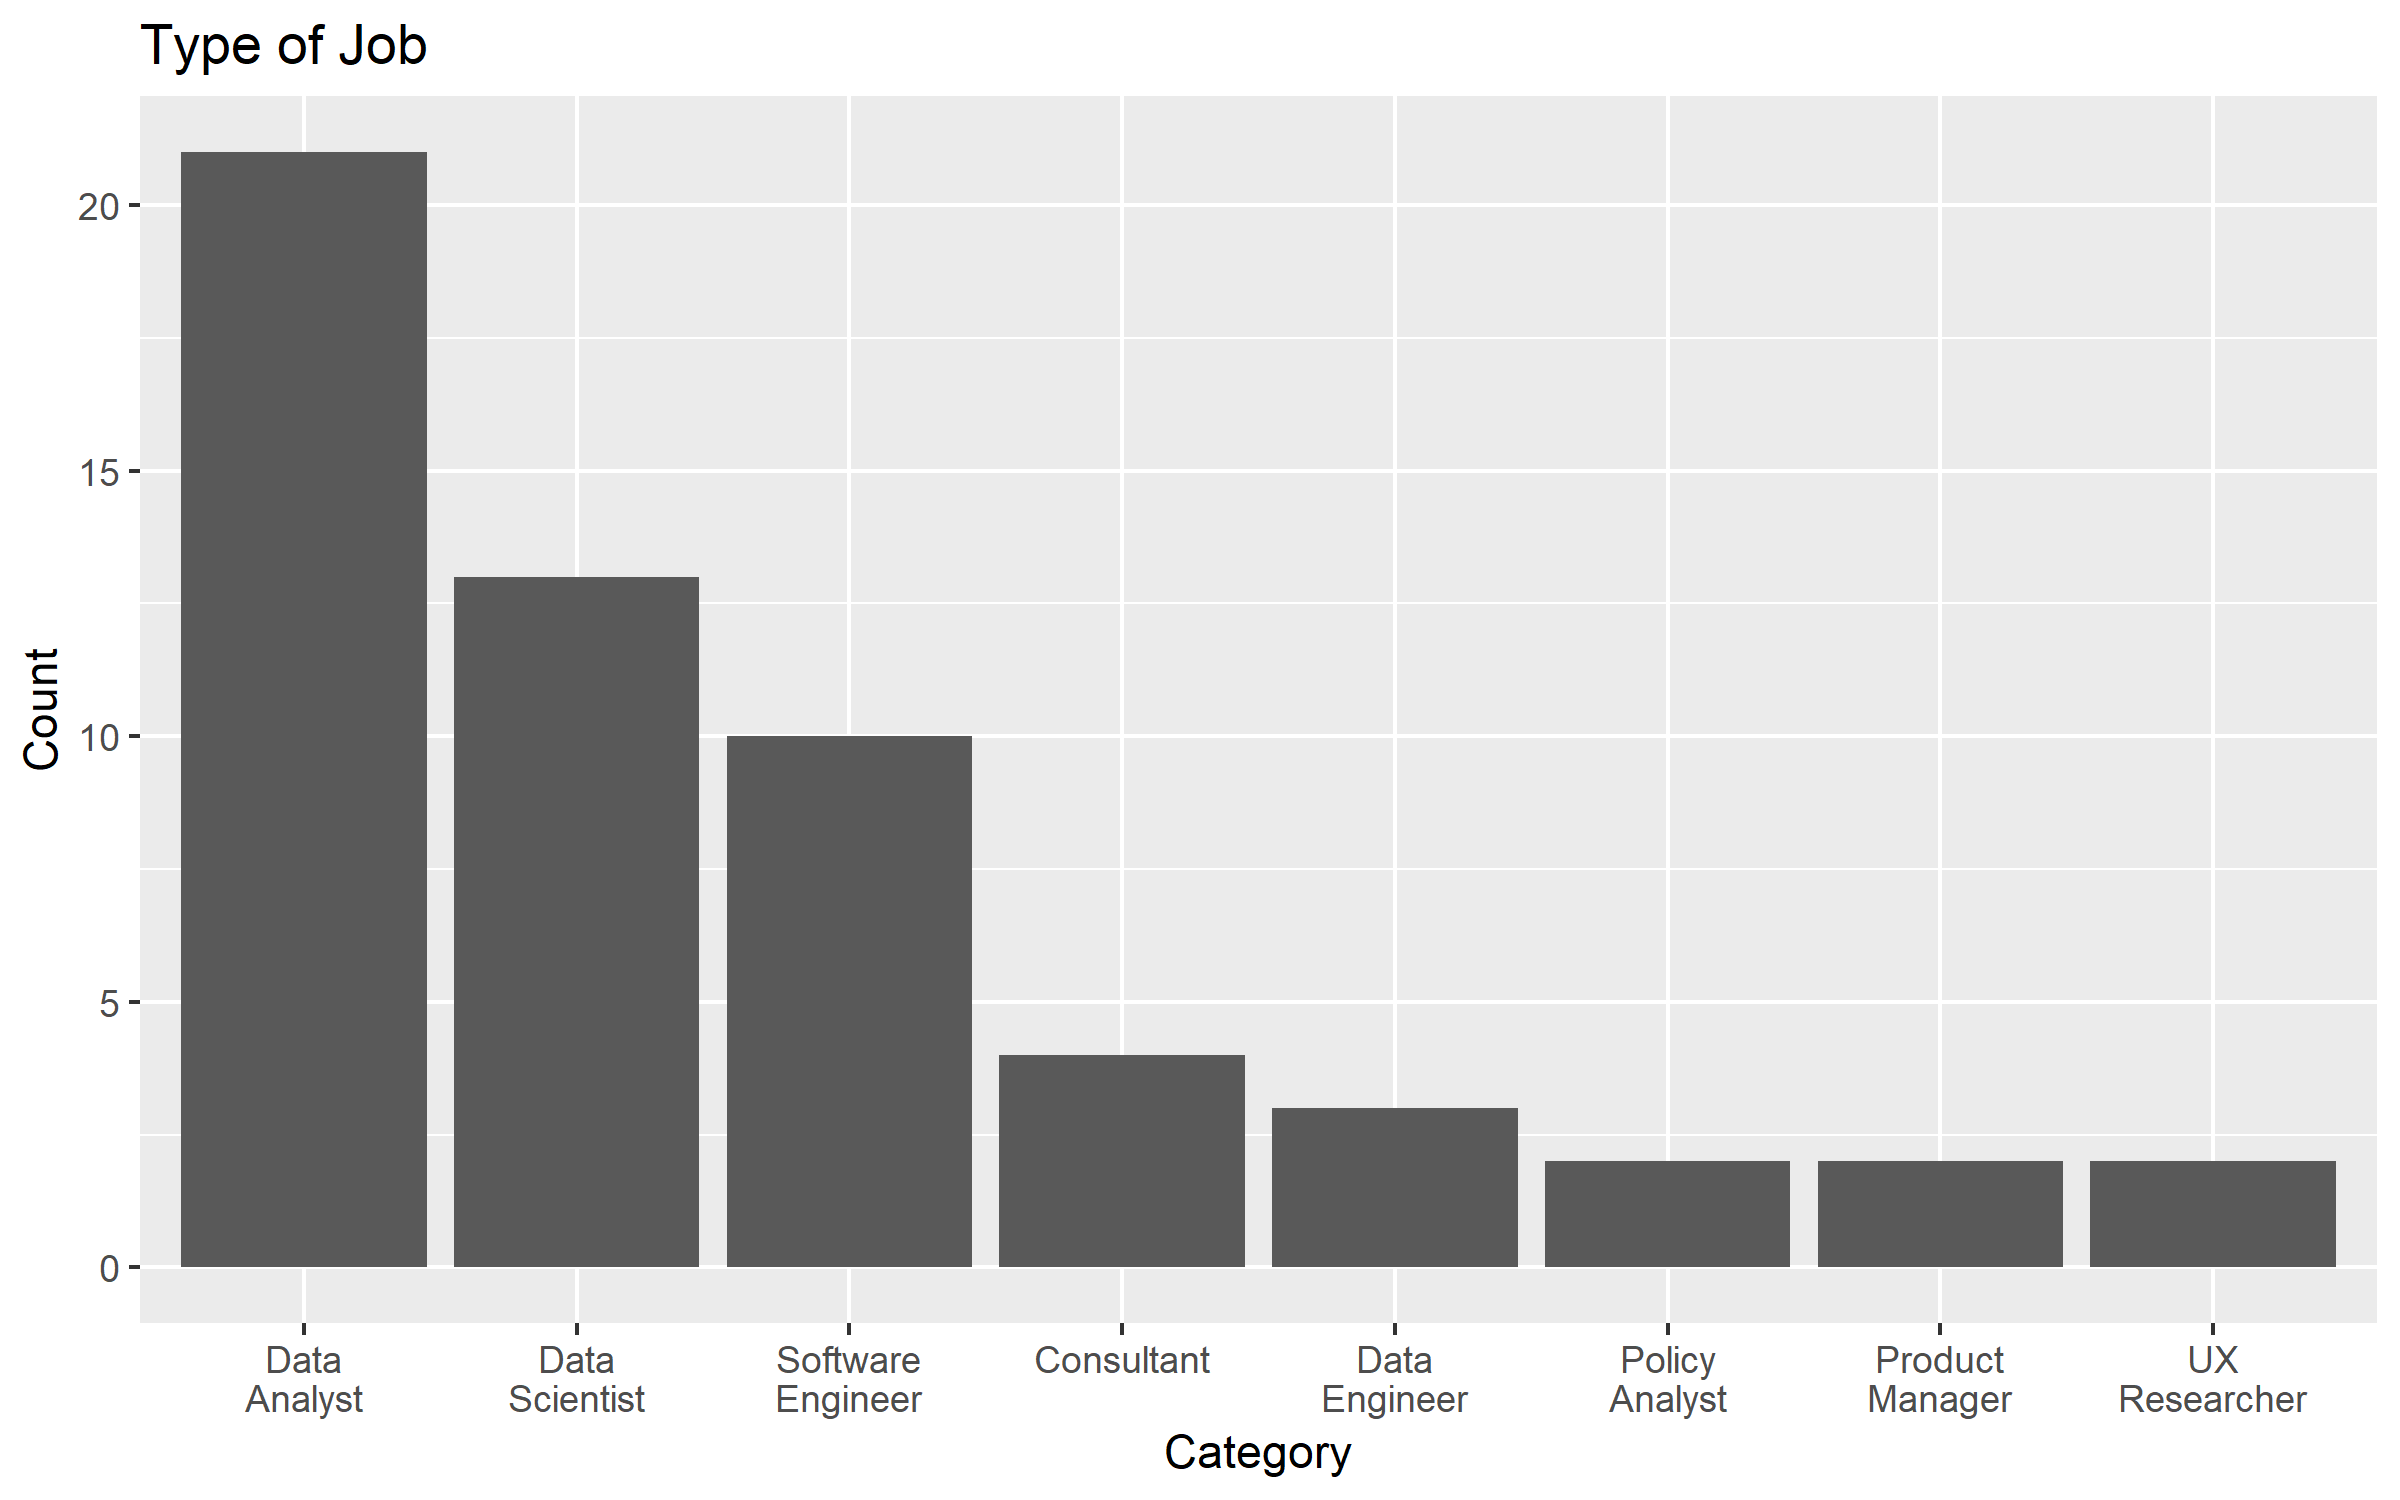 Type of Job
Count
20
15
10
5
0
Data
Analyst
Data
Scientist
Software
Engineer
Consultant
Data
Engineer
Policy
Analyst
Product
Manager
UX
Researcher
Category